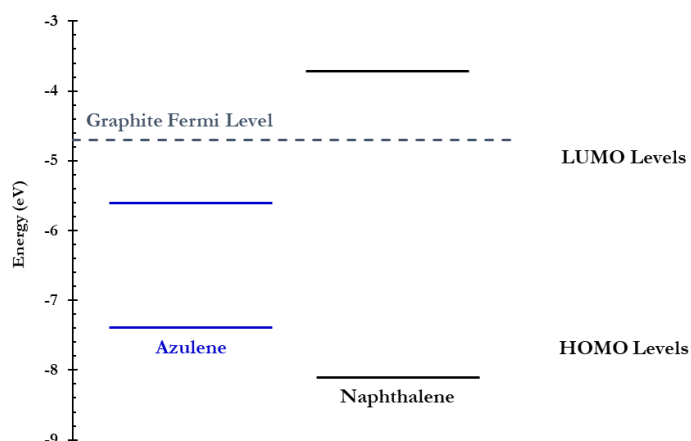 -3
-4
Graphite Fermi Level
-5
LUMO Levels
Energy (eV)
-6
-7
Azulene
HOMO Levels
-8
Naphthalene
-9